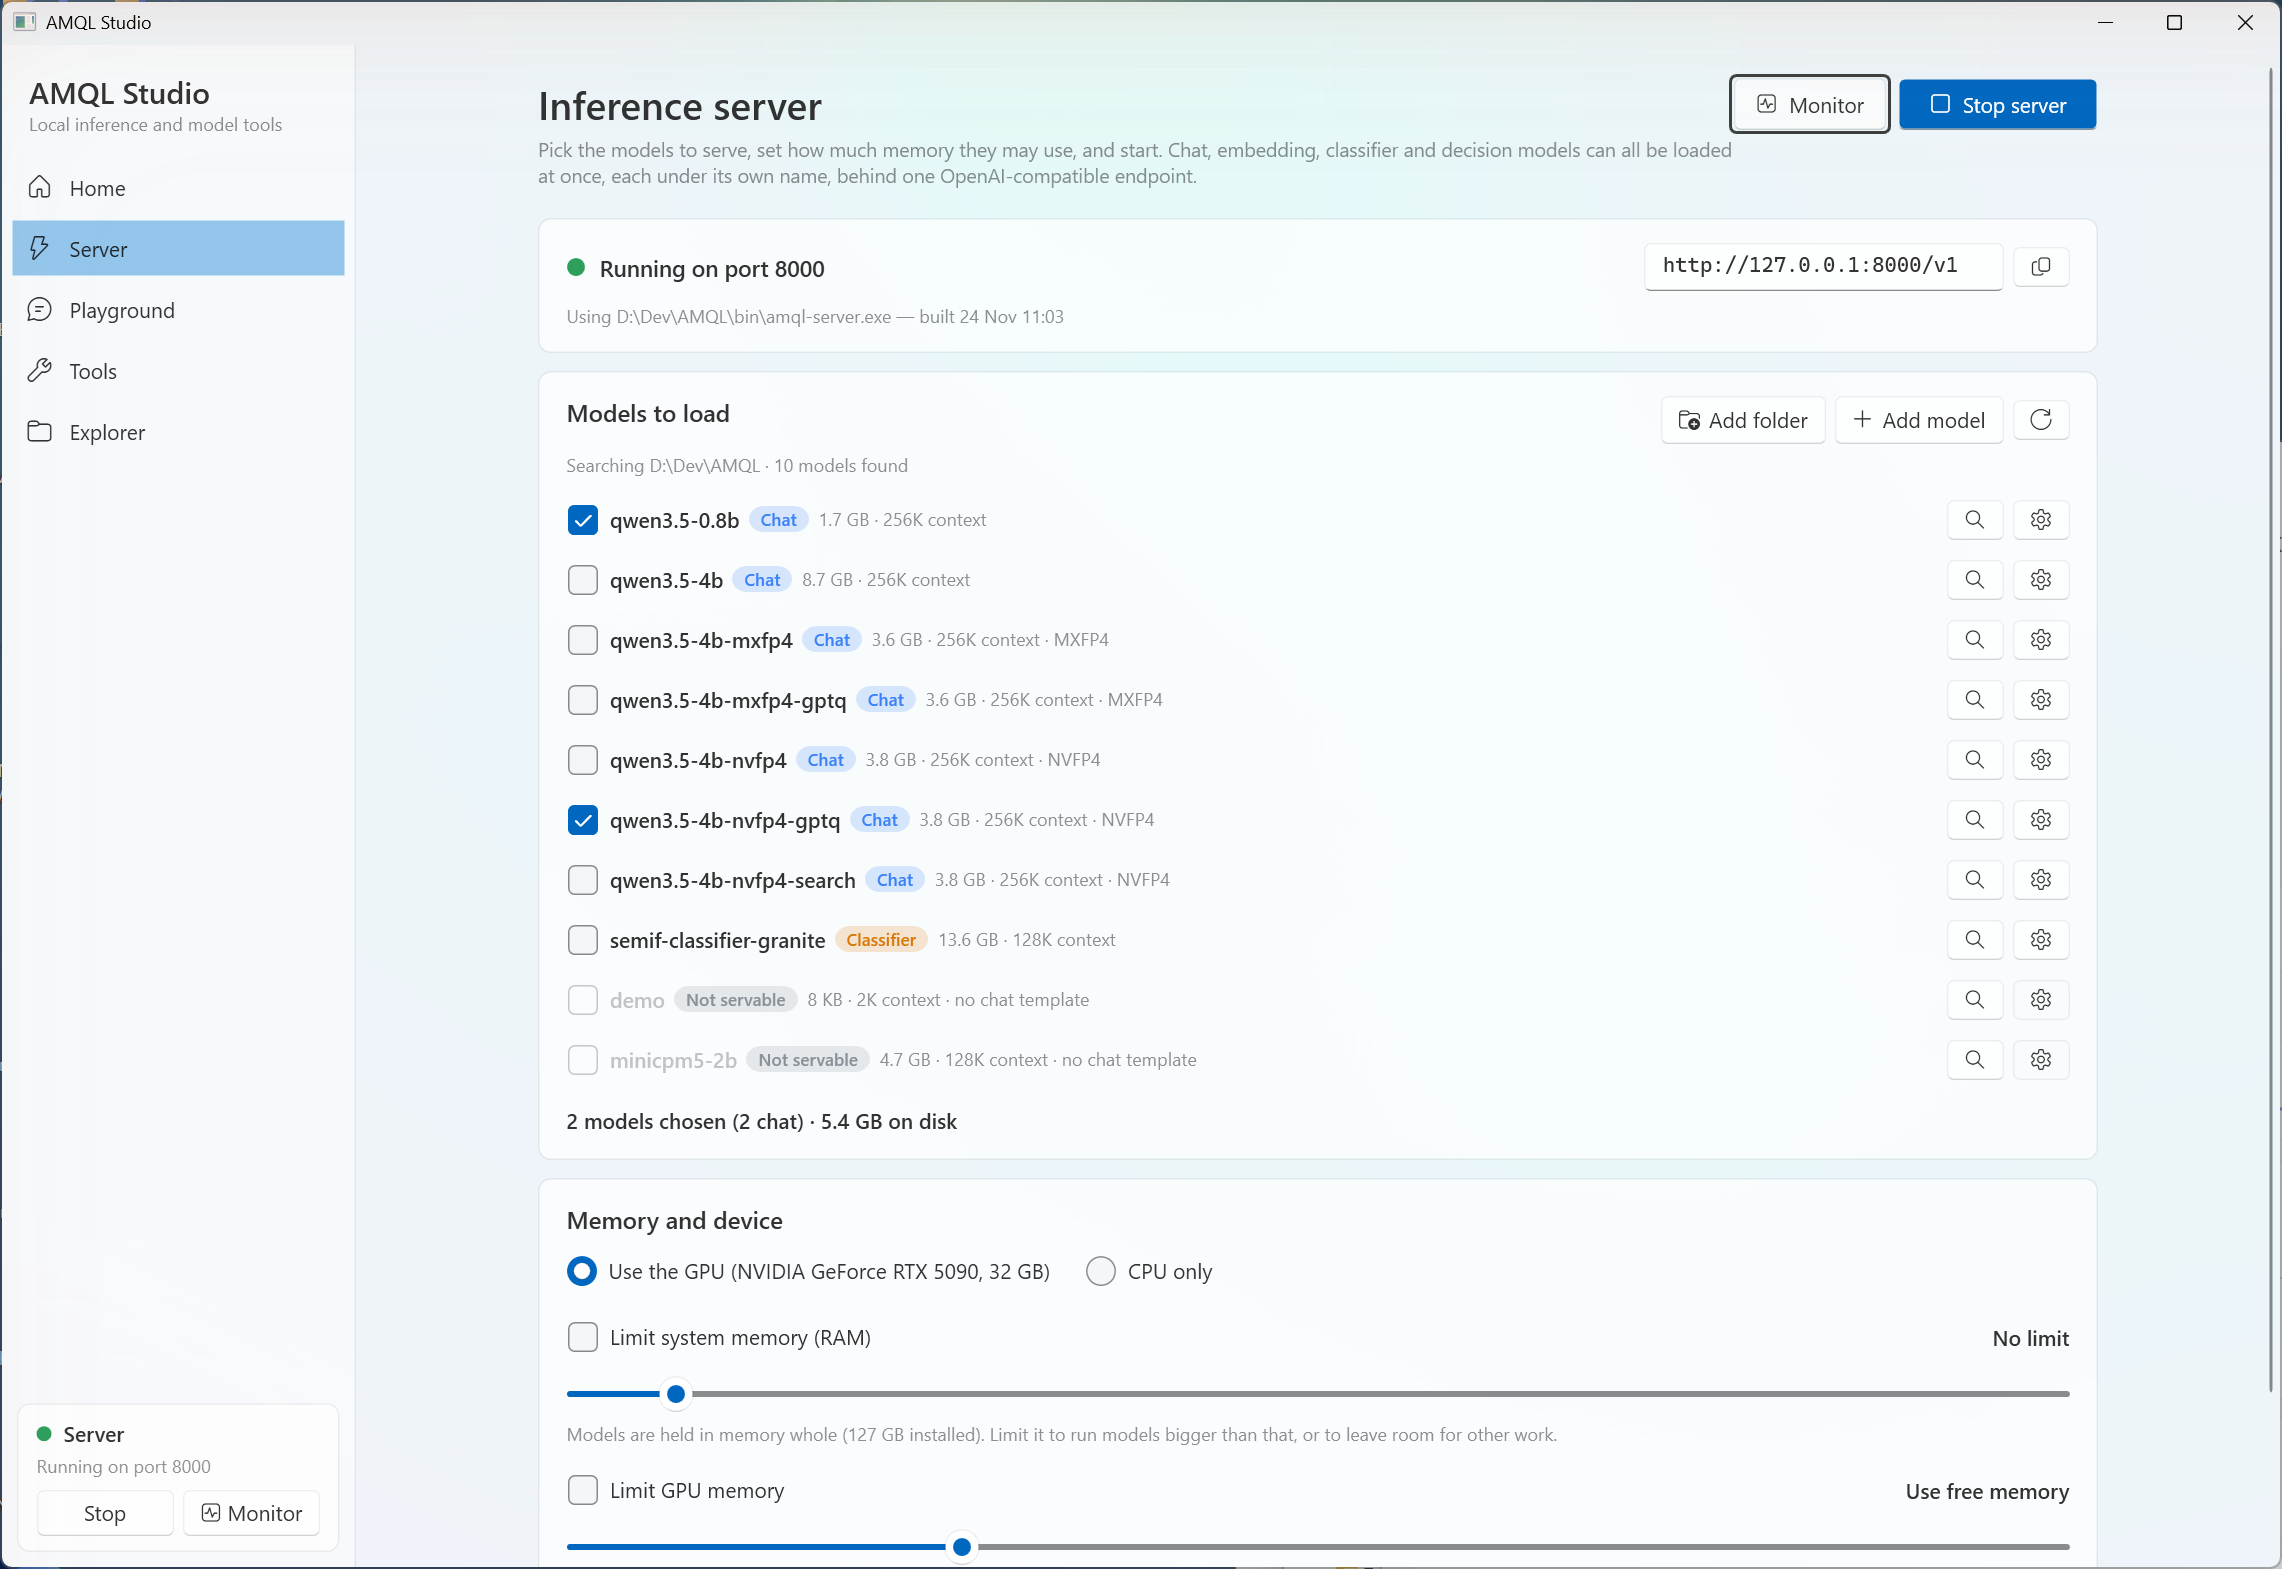 AMQL Studio
AMQL Studio
Local inference and model tools
Home
Server
Playground
Tools
Explorer
Server
Running on port 8000
Stop
Monitor
Inference server
Monitor
Stop server
Pick the models to serve, set how much memory they may use, and start. Chat, embedding, classifier and decision models can all be loaded
at once, each under its own name, behind one OpenAI-compatible endpoint.
Running on port 8000
http://127.0.0.1:8000/v1
Using D:\Dev\AMQL\bin\amql-server.exe — built 24 Nov 11:03
Models to load
Add folder
Add model
Searching D:\Dev\AMQL · 10 models found
qwen3.5-0.8b Chat 1.7 GB · 256K context
qwen3.5-4b Chat 8.7 GB · 256K context
qwen3.5-4b-mxfp4 Chat 3.6 GB · 256K context · MXFP4
qwen3.5-4b-mxfp4-gptq Chat 3.6 GB · 256K context · MXFP4
qwen3.5-4b-nvfp4 Chat 3.8 GB · 256K context · NVFP4
qwen3.5-4b-nvfp4-gptq Chat 3.8 GB · 256K context · NVFP4
qwen3.5-4b-nvfp4-search Chat 3.8 GB · 256K context · NVFP4
semif-classifier-granite Classifier 13.6 GB · 128K context
demo Not servable 8 KB · 2K context · no chat template
minicpm5-2b Not servable 4.7 GB · 128K context · no chat template
2 models chosen (2 chat) · 5.4 GB on disk
Memory and device
Use the GPU (NVIDIA GeForce RTX 5090, 32 GB)
CPU only
Limit system memory (RAM)
No limit
Models are held in memory whole (127 GB installed). Limit it to run models bigger than that, or to leave room for other work.
Limit GPU memory
Use free memory